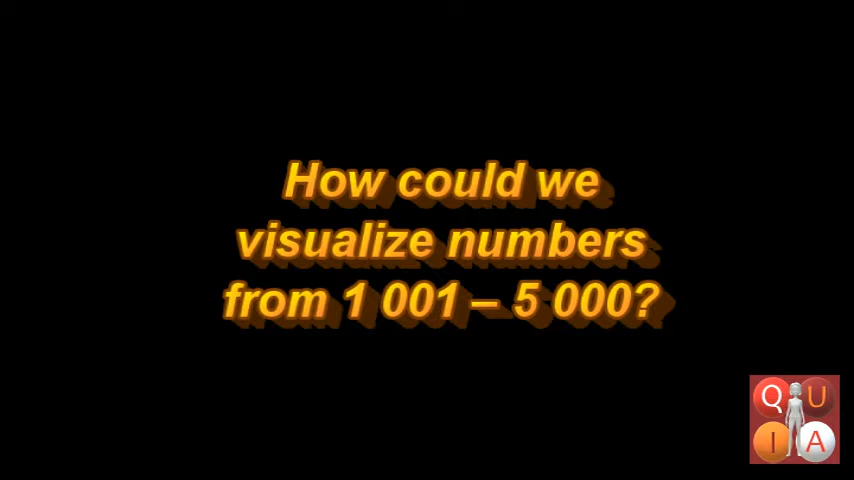 How could we
visualize numbers
from 1 001 – 5 000?
Q U
I A